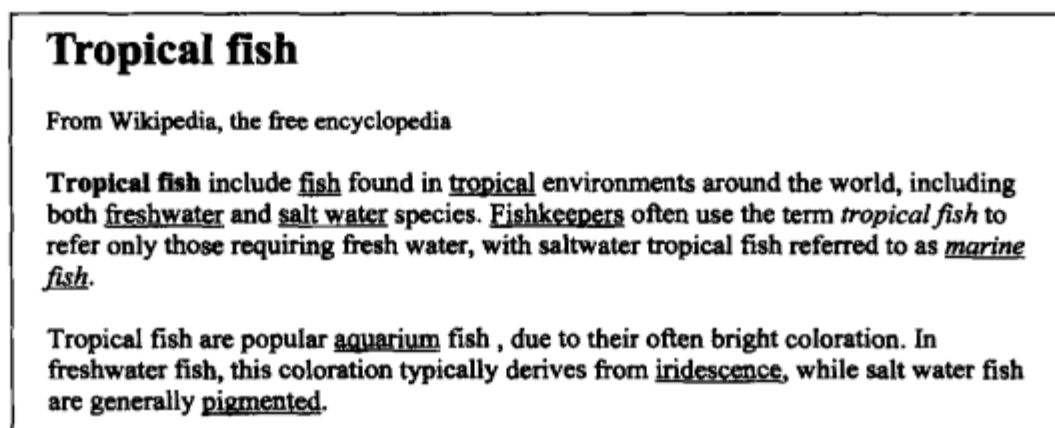 Tropical fish
From Wikipedia, the free encyclopedia
Tropical fish include fish found in tropical environments around the world, including
both freshwater and salt water species. Fishkeepers often use the term tropical fish to
refer only those requiring fresh water, with saltwater tropical fish referred to as marine
fish.
Tropical fish are popular aquarium fish , due to their often bright coloration. In
freshwater fish, this coloration typically derives from iridescence, while salt water fish
are generally pigmented.